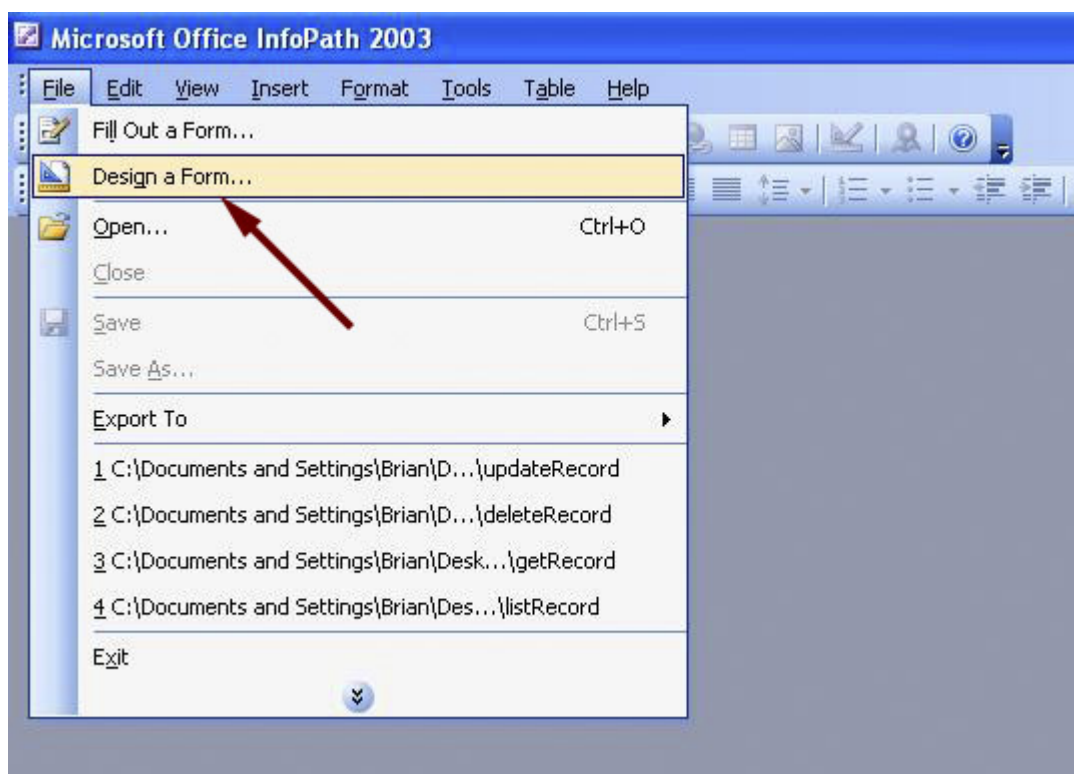 Microsoft Office InfoPath 2003
File Edit View Insert Format Tools Table Help
Fill Out a Form...
Design a Form...
Open... Ctrl+O
Close
Save Ctrl+S
Save As...
Export To
1 C:\Documents and Settings\Brian\D...\updateRecord
2 C:\Documents and Settings\Brian\D...\deleteRecord
3 C:\Documents and Settings\Brian\Desk...\getRecord
4 C:\Documents and Settings\Brian\Des...\listRecord
Exit